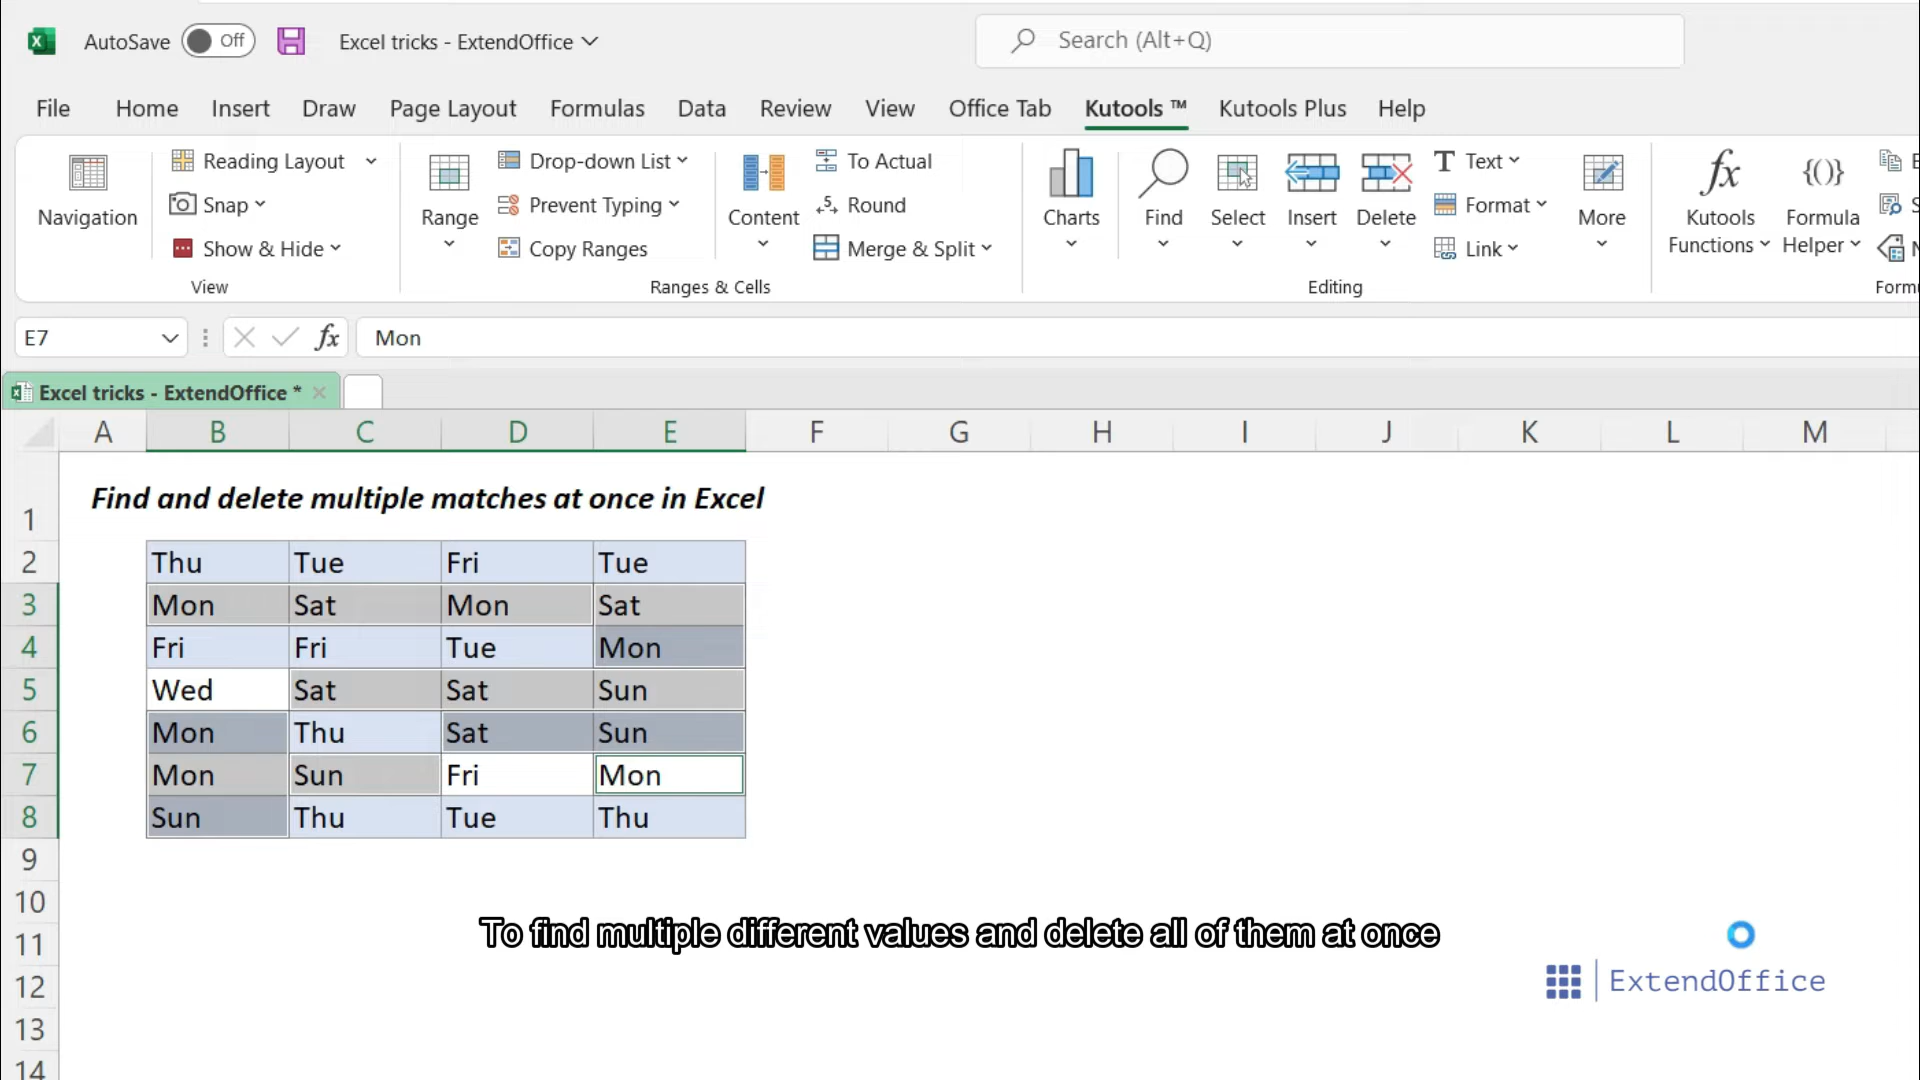 AutoSave Off Excel tricks - ExtendOffice Search (Alt+Q)
File Home Insert Draw Page Layout Formulas Data Review View Office Tab Kutools ™ Kutools Plus Help
Navigation
Reading Layout
Snap
Show & Hide
View
Range
Drop-down List
Prevent Typing
Copy Ranges
Content
To Actual
Round
Merge & Split
Ranges & Cells
Charts
Find
Select
Insert
Delete
Text
Format
Link
More
Editing
Kutools
Functions
Formula
Helper
E7 fx Mon
Excel tricks - ExtendOffice *
A B C D E F G H I J K L M
1 Find and delete multiple matches at once in Excel
2 Thu Tue Fri Tue
3 Mon Sat Mon Sat
4 Fri Fri Tue Mon
5 Wed Sat Sat Sun
6 Mon Thu Sat Sun
7 Mon Sun Fri Mon
8 Sun Thu Tue Thu
9
10
11
12
13
14
To find multiple different values and delete all of them at once
ExtendOffice